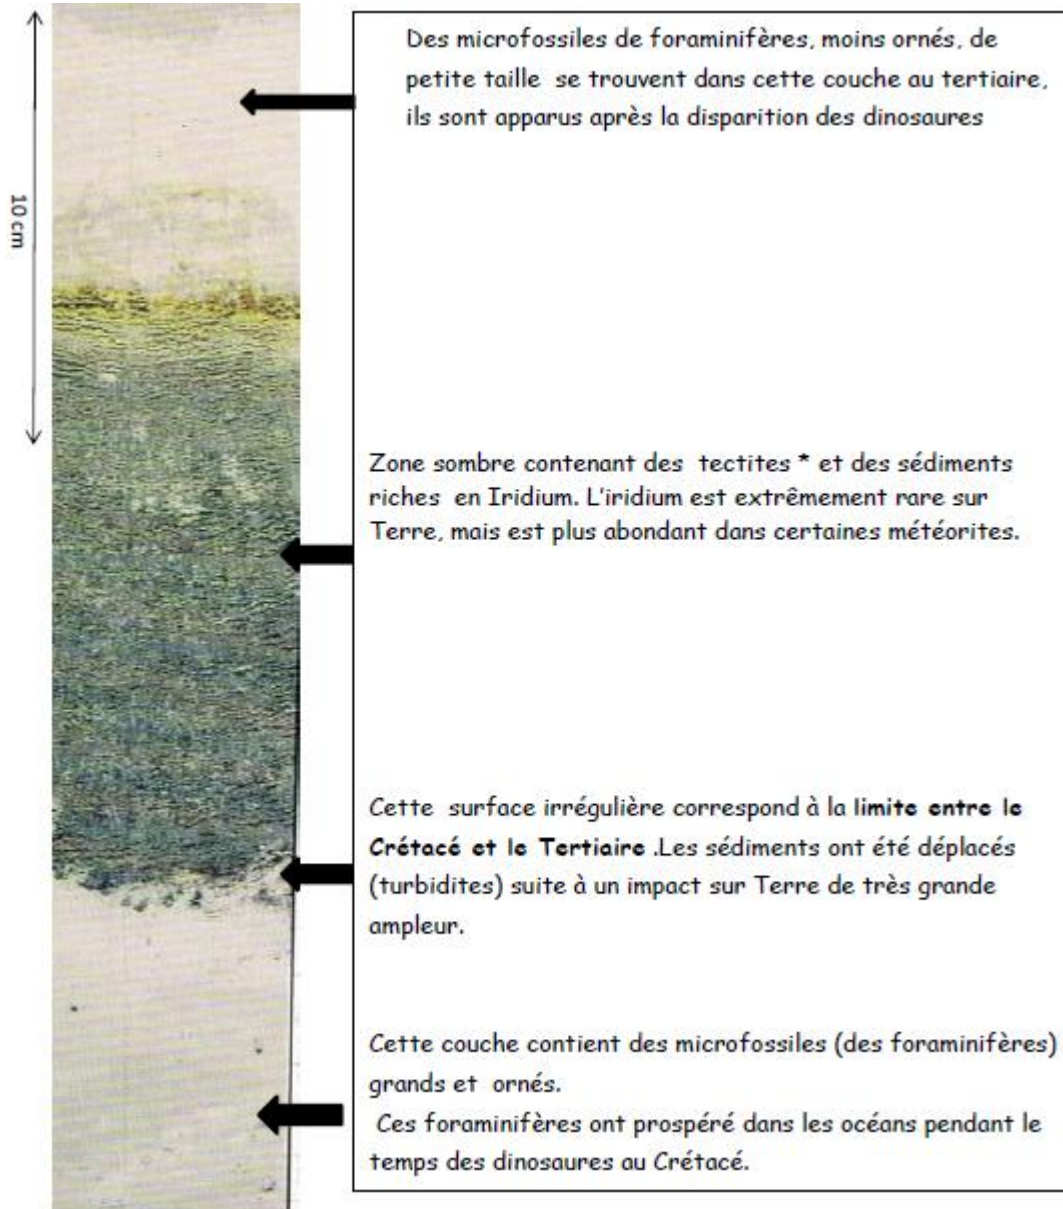 10 cm
Des microfossiles de foraminifères, moins ornés, de
petite taille se trouvent dans cette couche au tertiaire,
ils sont apparus après la disparition des dinosaures
Zone sombre contenant des tectites * et des sédiments
riches en Iridium. L'iridium est extrêmement rare sur
Terre, mais est plus abondant dans certaines météorites.
Cette surface irrégulière correspond à la limite entre le
Crétacé et le Tertiaire .Les sédiments ont été déplacés
(turbidites) suite à un impact sur Terre de très grande
ampleur.
Cette couche contient des microfossiles (des foraminifères)
grands et ornés.
Ces foraminifères ont prospéré dans les océans pendant le
temps des dinosaures au Crétacé.